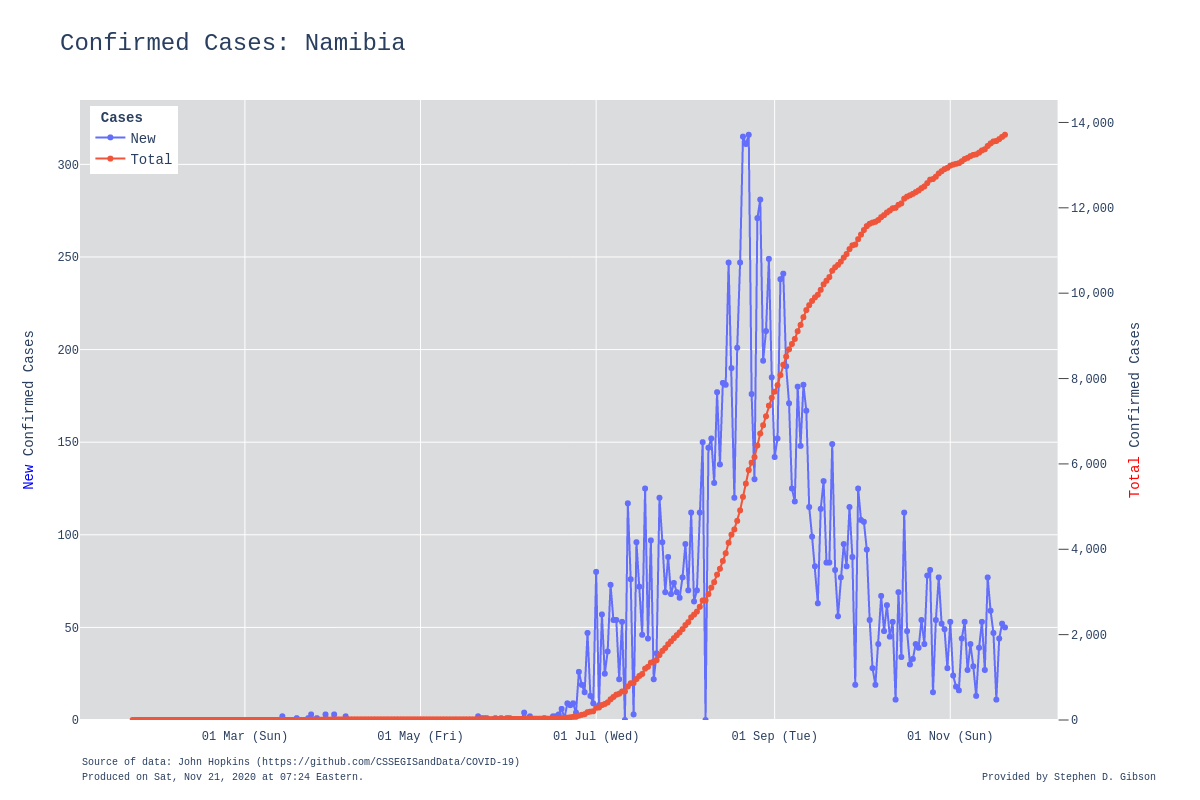 Confirmed Cases: Namibia
Cases
New
Total
300
250
200
150
100
50
0
New Confirmed Cases
14,000
12,000
10,000
8,000
6,000
4,000
2,000
0
Total Confirmed Cases
01 Mar (Sun)
01 May (Fri)
01 Jul (Wed)
01 Sep (Tue)
01 Nov (Sun)
Source of data: John Hopkins (https://github.com/CSSEGISandData/COVID-19)
Produced on Sat, Nov 21, 2020 at 07:24 Eastern.
Provided by Stephen D. Gibson